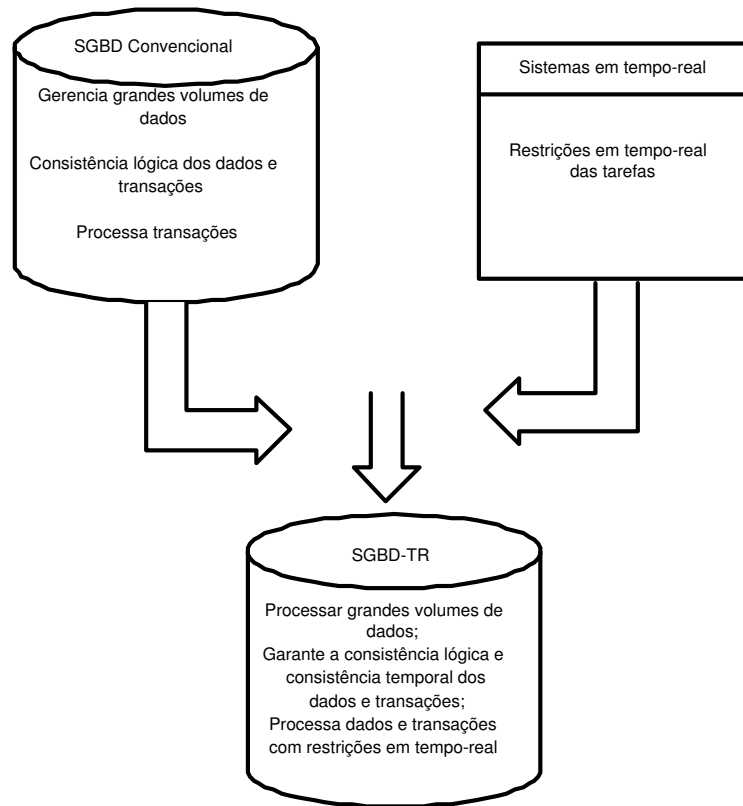 SGBD Convencional
Gerencia grandes volumes de
dados
Consistência lógica dos dados e
transações
Processa transações
Sistemas em tempo-real
Restrições em tempo-real
das tarefas
SGBD-TR
Processar grandes volumes de
dados;
Garante a consistência lógica e
consistência temporal dos
dados e transações;
Processa dados e transações
com restrições em tempo-real